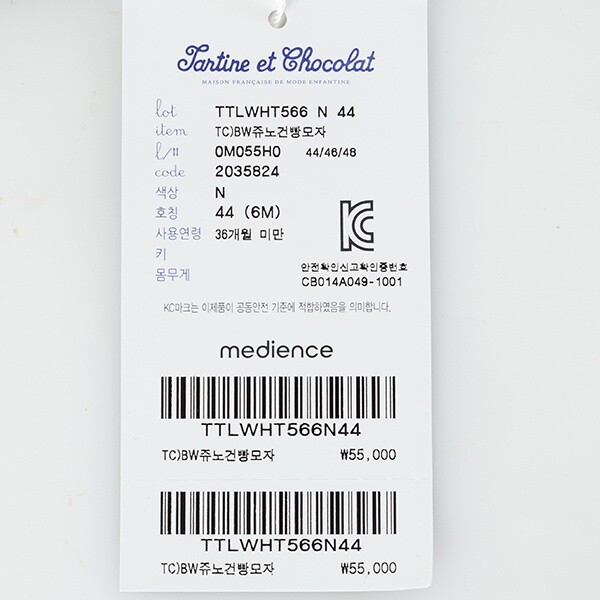 Tartine et Chocolat
MAISON FRANÇAISE DE MODE ENFANTINE
lot TTLWHT566 N 44
item TC)BW쥬노건빵모자
f/# 0M055H0 44/46/48
code 2035824
색상 N
호칭 44 (6M)
사용연령 36개월 미만
키
몸무게
안전확인신고확인증번호
CB014A049-1001
KC마크는 이제품이 공통안전 기준에 적합하였음을 의미합니다.
medience
TTLWHT566N44
TC)BW쥬노건빵모자 ₩55,000
TTLWHT566N44
TC)BW쥬노건빵모자 ₩55,000